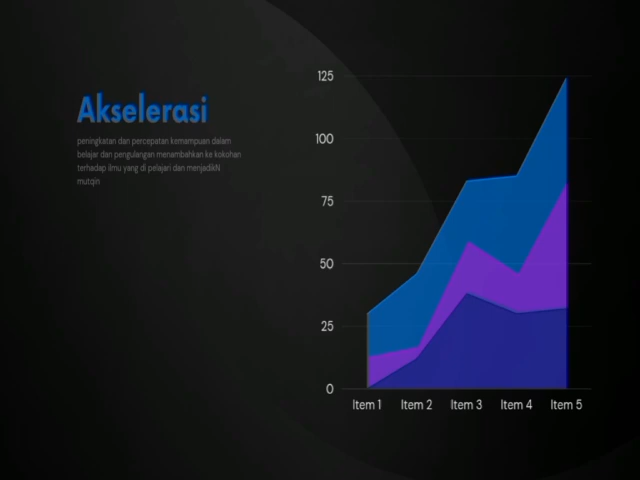 Akselerasi
peningkatan dan percepatan kemampuan dalam
belajar dan pengulangan menambahkan ke kokohan
terhadap ilmu yang di pelajari dan menjadikN
mutqin
125
100
75
50
25
0
Item 1 Item 2 Item 3 Item 4 Item 5